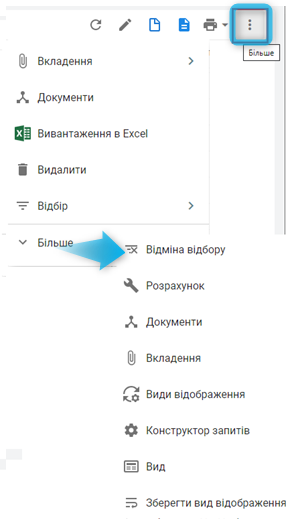 Більше
Вкладення
Документи
Вивантаження в Excel
Видалити
Відбір
Більше
Відміна відбору
Розрахунок
Документи
Вкладення
Види відображення
Конструктор запитів
Вид
Зберегти вид відображення